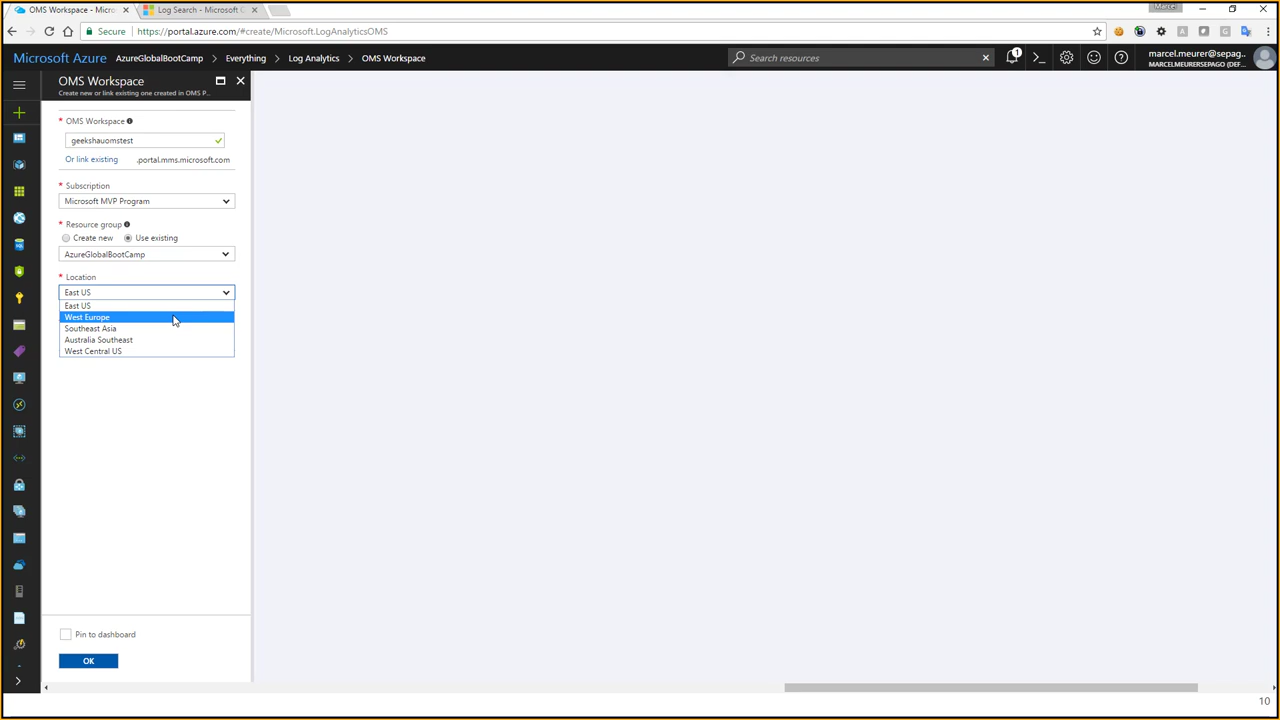 Marcel
OMS Workspace - Micros
Log Search - Microsoft C
Secure
https://portal.azure.com/#create/Microsoft.LogAnalyticsOMS
Microsoft Azure
AzureGlobalBootCamp
Everything
Log Analytics
OMS Workspace
Search resources
1
marcel.meurer@sepag...
MARCELMEURERSEPAGO (DEF...
OMS Workspace
Create new or link existing one created in OMS P...
* OMS Workspace
geekshauomstest
Or link existing
.portal.mms.microsoft.com
* Subscription
Microsoft MVP Program
* Resource group
Create new
Use existing
AzureGlobalBootCamp
* Location
East US
East US
West Europe
Southeast Asia
Australia Southeast
West Central US
Pin to dashboard
OK
10